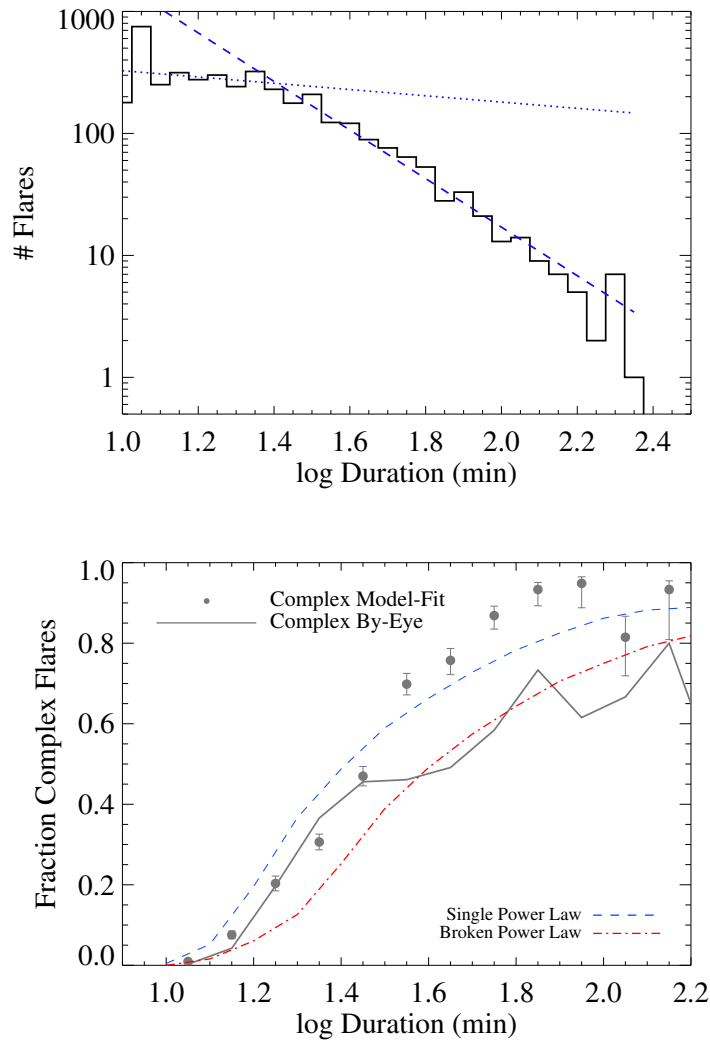 1000
100
10
1
# Flares
1.0 1.2 1.4 1.6 1.8 2.0 2.2 2.4
log Duration (min)
1.0
0.8
0.6
0.4
0.2
0.0
Fraction Complex Flares
Complex Model-Fit
Complex By-Eye
Single Power Law
Broken Power Law
1.0 1.2 1.4 1.6 1.8 2.0 2.2
log Duration (min)